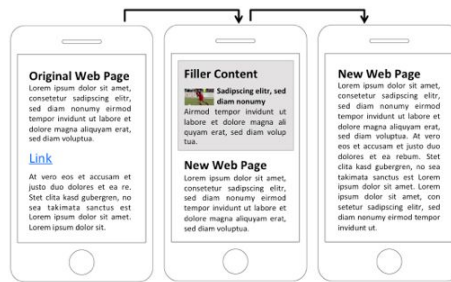 Original Web Page
Lorem ipsum dolor sit amet,
consetetur sadipscing elitr,
sed diam nonumy eirmod
tempor invidunt ut labore et
dolore magna aliquyam erat,
sed diam voluptua.
Link
At vero eos et accusam et
justo duo dolores et ea re.
Stet clita kasd gubergren, no
sea takimata sanctus est
Lorem ipsum dolor sit amet.
Lorem ipsum dolor sit.
Filler Content
Sadipscing elitr, sed
diam nonumy
Airmod tempor invidunt ut
labore et dolore magna ali
quyam erat, sed diam volup
tua.
New Web Page
Lorem ipsum dolor sit amet,
consetetur sadipscing elitr,
sed diam nonumy eirmod
tempor invidunt ut labore et
dolore magna aliquyam erat,
sed diam voluptua.
New Web Page
Lorem ipsum dolor sit amet,
consetetur sadipscing elitr,
sed diam nonumy eirmod
tempor invidunt ut labore et
dolore magna aliquyam erat,
sed diam voluptua. At vero
eos et accusam et justo duo
dolores et ea rebum. Stet
clita kasd gubergren, no sea
takimata sanctus est Lorem
ipsum dolor sit amet. Lorem
ipsum dolor sit amet, con
setetur sadipscing elitr, sed
diam nonumy eirmod tempor
invidunt ut.